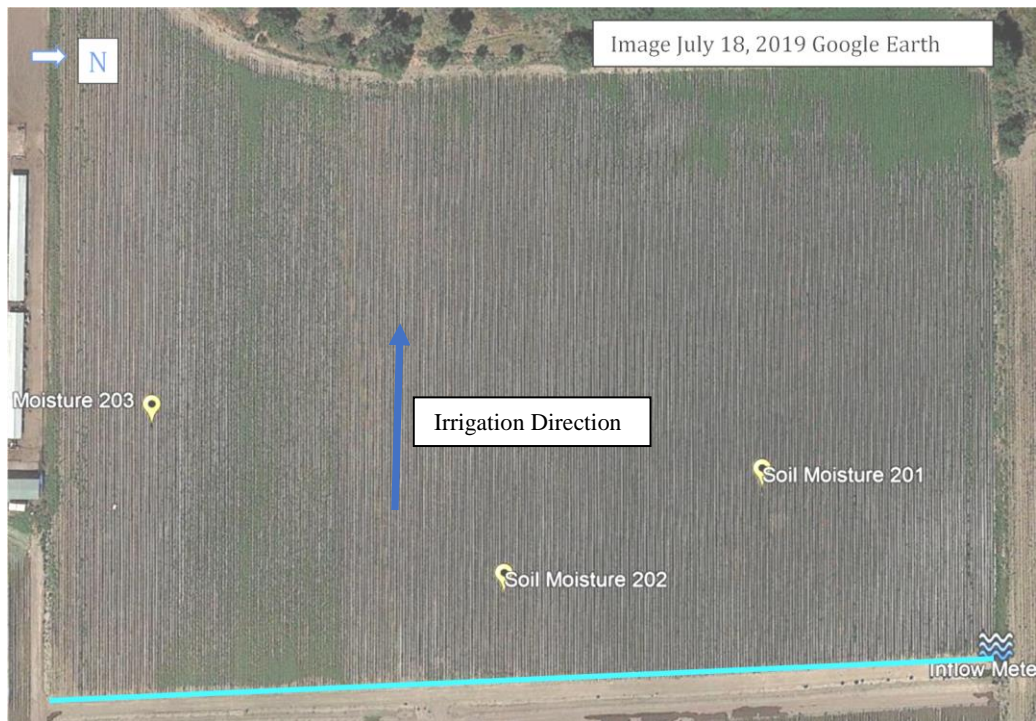 N
Image July 18, 2019 Google Earth
Moisture 203
Irrigation Direction
Soil Moisture 201
Soil Moisture 202
Inflow Mete